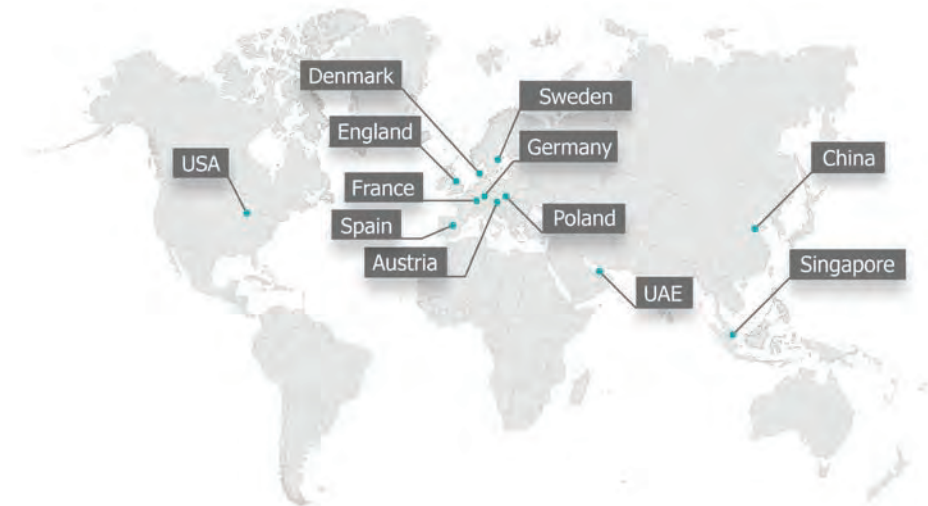 Denmark
Sweden
England
Germany
USA
China
France
Spain
Poland
Austria
Singapore
UAE